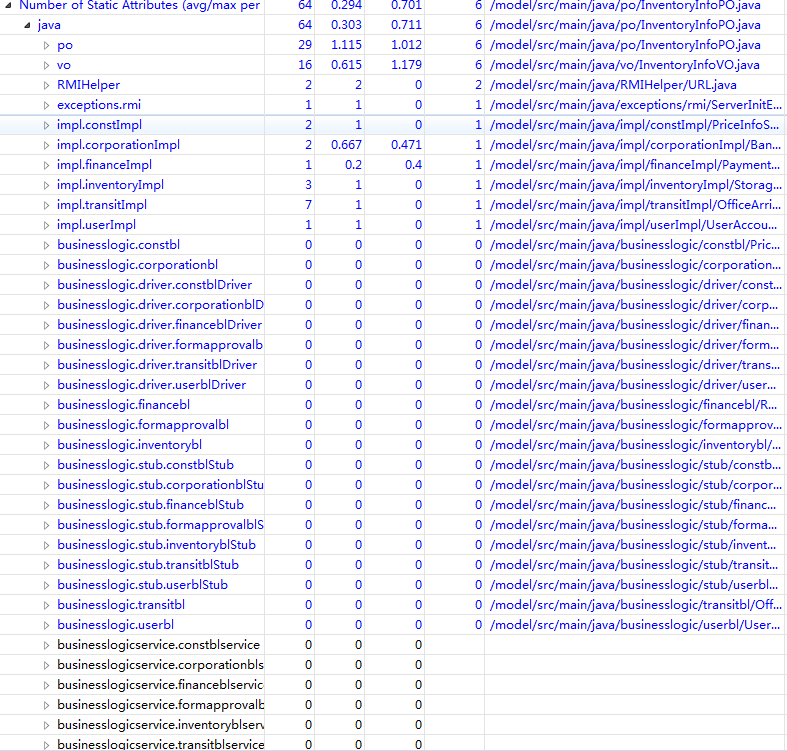 Number of Static Attributes (avg/max per 64 0.294 0.701 6 /model/src/main/java/po/InventoryInfoPO.java
java 64 0.303 0.711 6 /model/src/main/java/po/InventoryInfoPO.java
po 29 1.115 1.012 6 /model/src/main/java/po/InventoryInfoPO.java
vo 16 0.615 1.179 6 /model/src/main/java/vo/InventoryInfoVO.java
RMIHelper 2 2 0 2 /model/src/main/java/RMIHelper/URL.java
exceptions.rmi 1 1 0 1 /model/src/main/java/exceptions/rmi/ServerInitE...
impl.constImpl 2 1 0 1 /model/src/main/java/impl/constImpl/PriceInfoS...
impl.corporationImpl 2 0.667 0.471 1 /model/src/main/java/impl/corporationImpl/Ban...
impl.financeImpl 1 0.2 0.4 1 /model/src/main/java/impl/financeImpl/Payment...
impl.inventoryImpl 3 1 0 1 /model/src/main/java/impl/inventoryImpl/Storag...
impl.transitImpl 7 1 0 1 /model/src/main/java/impl/transitImpl/OfficeArri...
impl.userImpl 1 1 0 1 /model/src/main/java/impl/userImpl/UserAccou...
businesslogic.constbl 0 0 0 0 /model/src/main/java/businesslogic/constbl/Pric...
businesslogic.corporationbl 0 0 0 0 /model/src/main/java/businesslogic/corporation...
businesslogic.driver.constblDriver 0 0 0 0 /model/src/main/java/businesslogic/driver/const...
businesslogic.driver.corporationblD 0 0 0 0 /model/src/main/java/businesslogic/driver/corp...
businesslogic.driver.financeblDriver 0 0 0 0 /model/src/main/java/businesslogic/driver/finan...
businesslogic.driver.formapprovalb 0 0 0 0 /model/src/main/java/businesslogic/driver/form...
businesslogic.driver.transitblDriver 0 0 0 0 /model/src/main/java/businesslogic/driver/trans...
businesslogic.driver.userblDriver 0 0 0 0 /model/src/main/java/businesslogic/driver/user...
businesslogic.financebl 0 0 0 0 /model/src/main/java/businesslogic/financebl/R...
businesslogic.formapprovalbl 0 0 0 0 /model/src/main/java/businesslogic/formapprov...
businesslogic.inventorybl 0 0 0 0 /model/src/main/java/businesslogic/inventorybl/...
businesslogic.stub.constblStub 0 0 0 0 /model/src/main/java/businesslogic/stub/constb...
businesslogic.stub.corporationblStu 0 0 0 0 /model/src/main/java/businesslogic/stub/corpor...
businesslogic.stub.financeblStub 0 0 0 0 /model/src/main/java/businesslogic/stub/financ...
businesslogic.stub.formapprovalblS 0 0 0 0 /model/src/main/java/businesslogic/stub/forma...
businesslogic.stub.inventoryblStub 0 0 0 0 /model/src/main/java/businesslogic/stub/invent...
businesslogic.stub.transitblStub 0 0 0 0 /model/src/main/java/businesslogic/stub/transit...
businesslogic.stub.userblStub 0 0 0 0 /model/src/main/java/businesslogic/stub/userbl...
businesslogic.transitbl 0 0 0 0 /model/src/main/java/businesslogic/transitbl/Off...
businesslogic.userbl 0 0 0 0 /model/src/main/java/businesslogic/userbl/User...
businesslogicservice.constblservice 0 0 0
businesslogicservice.corporationbls 0 0 0
businesslogicservice.financeblservic 0 0 0
businesslogicservice.formapprovalb 0 0 0
businesslogicservice.inventoryblserv 0 0 0
businesslogicservice.transitblservice 0 0 0